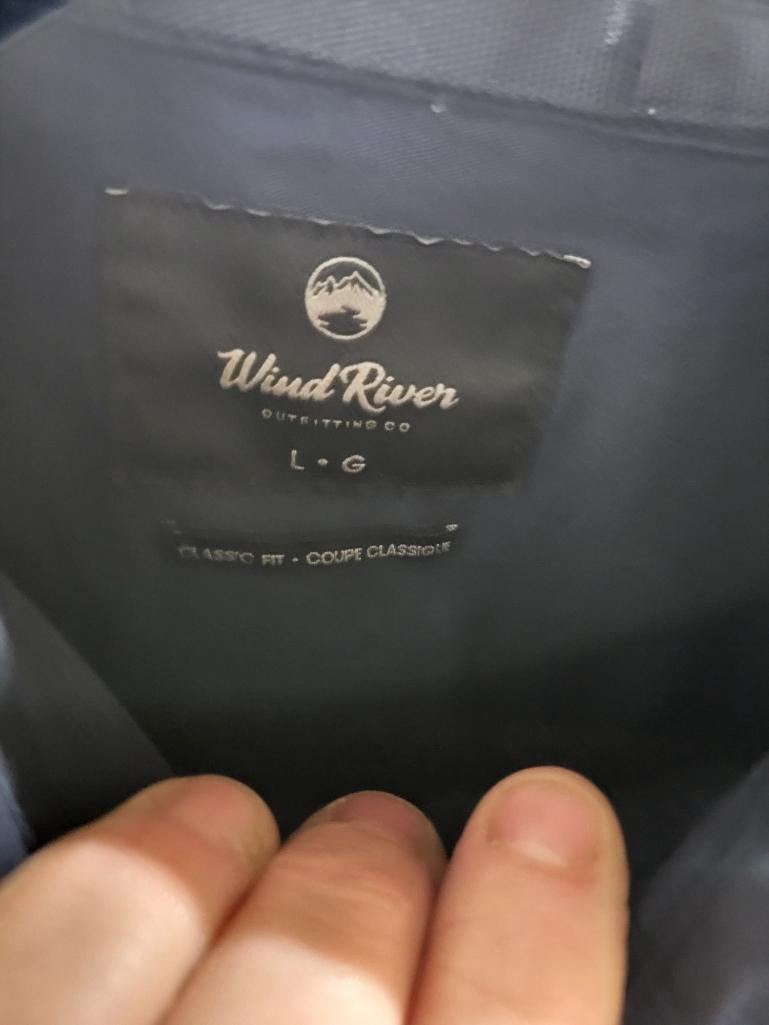 Wind River
OUTFITTING CO
L • G
CLASSIC FIT • COUPE CLASSIQUE